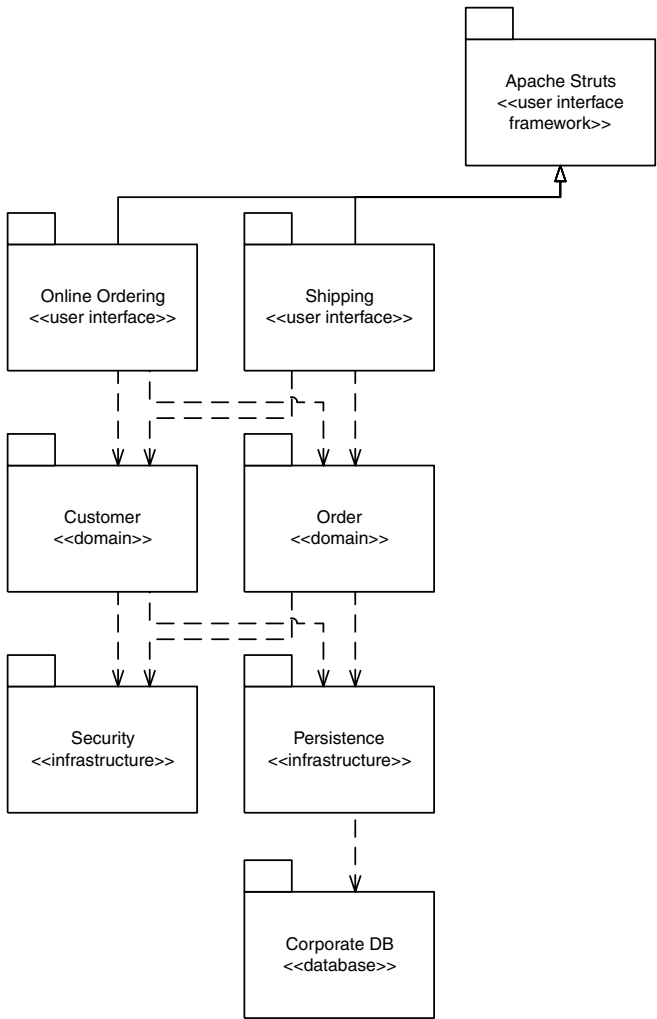 Apache Struts
<<user interface
framework>>
Online Ordering
<<user interface>>
Shipping
<<user interface>>
Customer
<<domain>>
Order
<<domain>>
Security
<<infrastructure>>
Persistence
<<infrastructure>>
Corporate DB
<<database>>